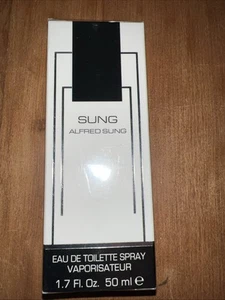 SUNG
ALFRED SUNG
EAU DE TOILETTE SPRAY
VAPORISATEUR
1.7 Fl. Oz. 50 ml e